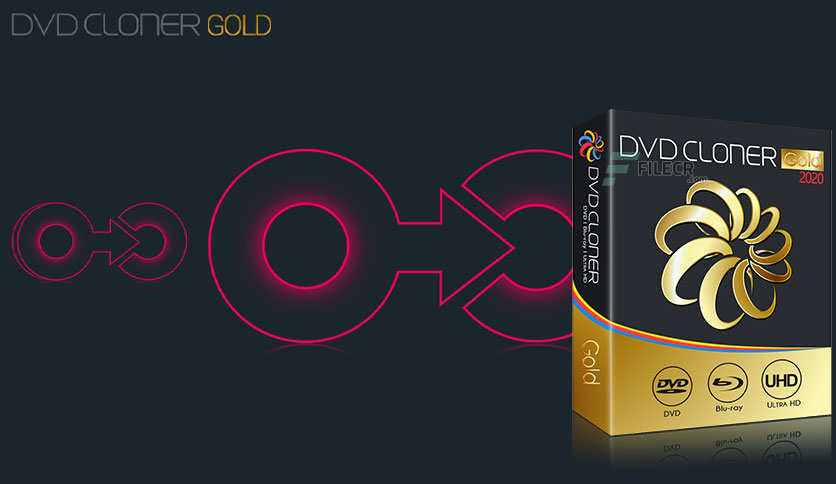 DVD CLONER GOLD
DVD CLONER Gold
2020
FILECR
.com
DVD CLONER
DVD | Blu-ray | ULTRA HD
Gold
DVD
DVD
Blu-ray
UHD
ULTRA HD